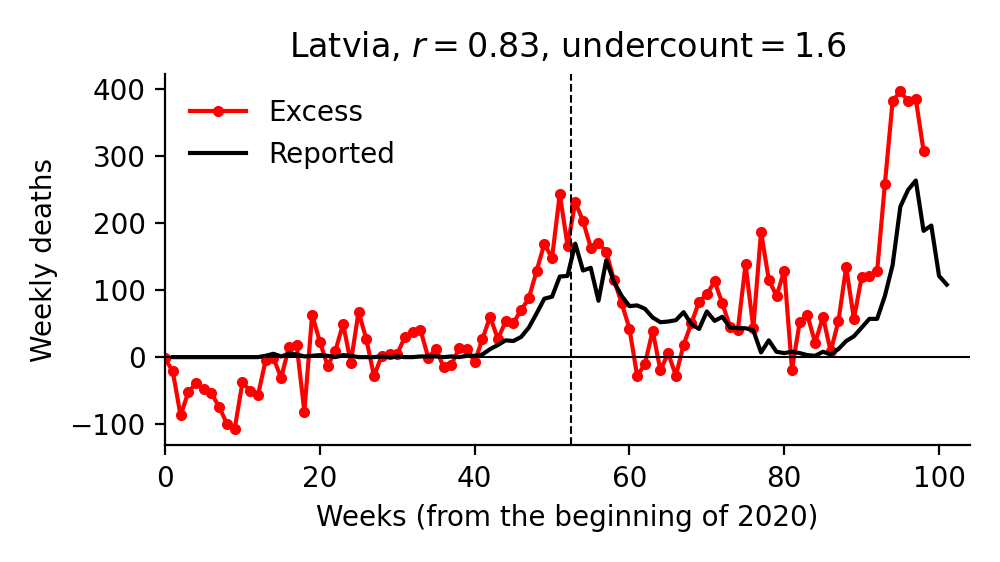 Latvia, r = 0.83, undercount = 1.6
Excess
Reported
Weekly deaths
400
300
200
100
0
−100
0 20 40 60 80 100
Weeks (from the beginning of 2020)